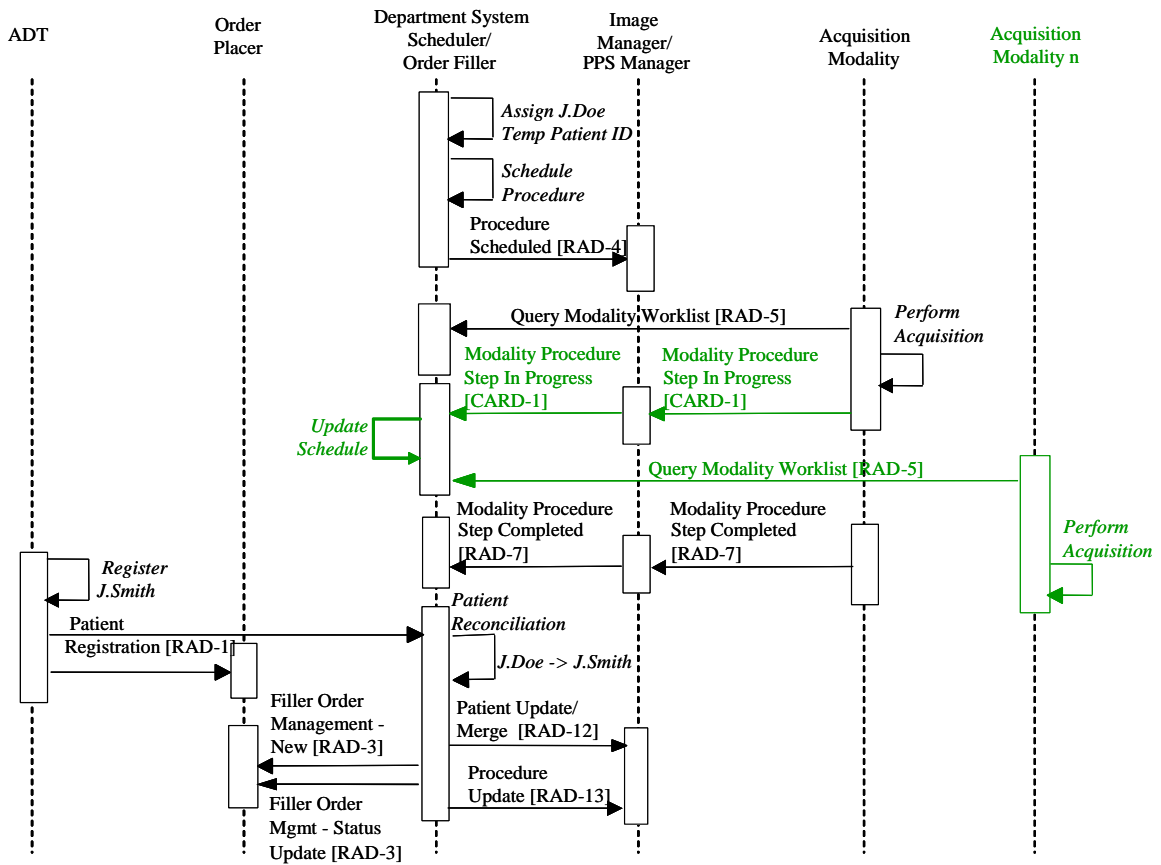 ADT
Order
Placer
Department System
Scheduler/
Order Filler
Image
Manager/
PPS Manager
Acquisition
Modality
Acquisition
Modality n
Assign J.Doe
Temp Patient ID
Schedule
Procedure
Procedure
Scheduled [RAD-4]
Query Modality Worklist [RAD-5]
Perform
Acquisition
Modality Procedure
Step In Progress
[CARD-1]
Modality Procedure
Step In Progress
[CARD-1]
Update
Schedule
Query Modality Worklist [RAD-5]
Modality Procedure
Step Completed
[RAD-7]
Modality Procedure
Step Completed
[RAD-7]
Perform
Acquisition
Register
J.Smith
Patient
Registration [RAD-1]
Patient
Reconciliation
J.Doe -> J.Smith
Filler Order
Management -
New [RAD-3]
Patient Update/
Merge [RAD-12]
Procedure
Update [RAD-13]
Filler Order
Mgmt - Status
Update [RAD-3]